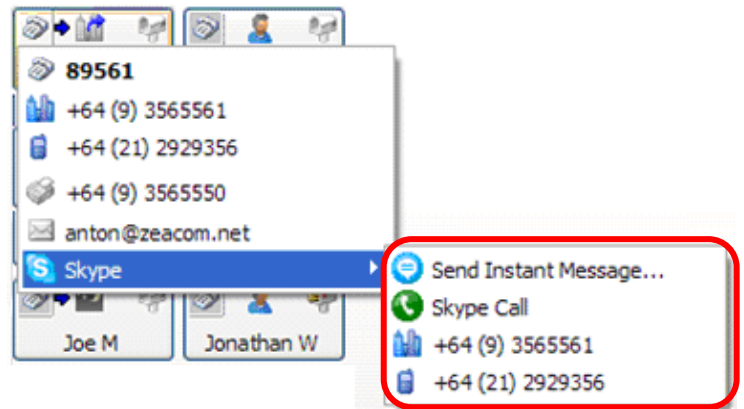 89561
+64 (9) 3565561
+64 (21) 2929356
+64 (9) 3565550
anton@zeacom.net
Skype
Send Instant Message...
Skype Call
+64 (9) 3565561
+64 (21) 2929356
Joe M
Jonathan W